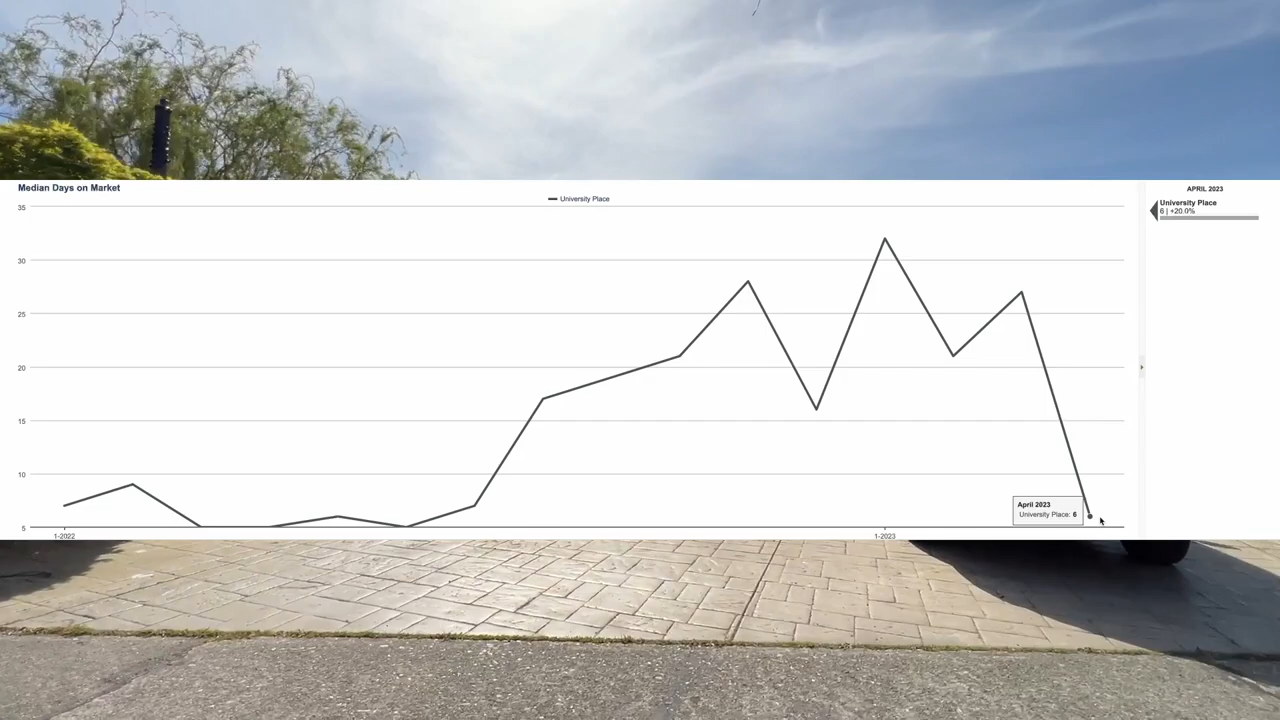 Median Days on Market
University Place
35
30
25
20
15
10
5
1-2022
1-2023
April 2023
University Place: 6
APRIL 2023
University Place
6 | +20.0%